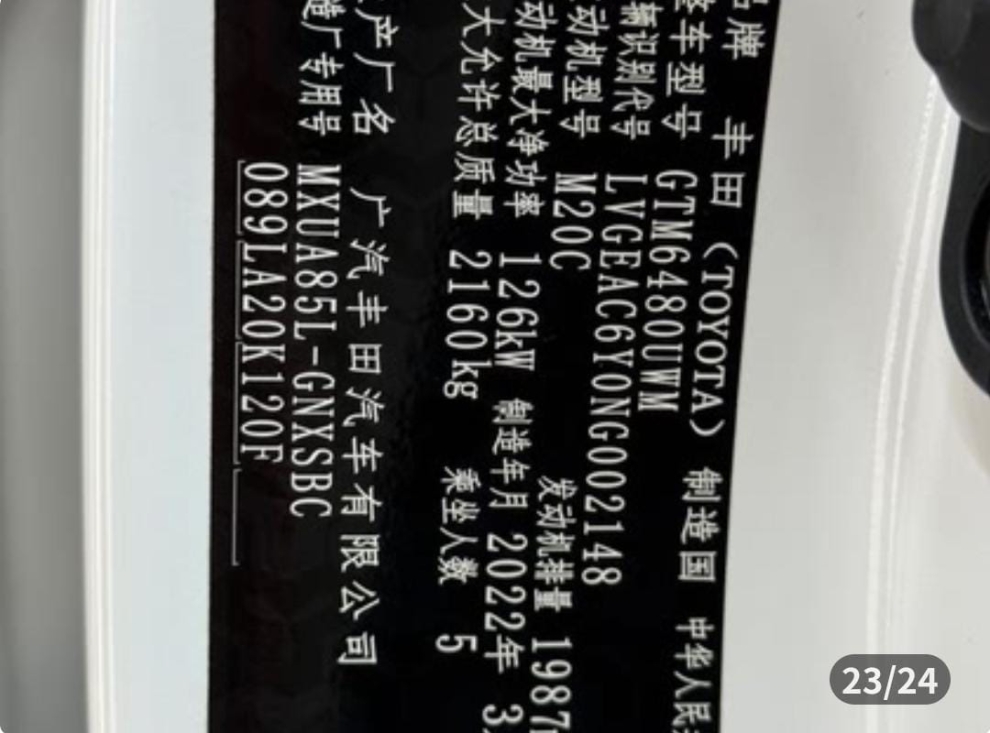 品牌 丰田（TOYOTA） 制造国 中华人民
整车型号 GTM6480UWM
辆识别代号 LVGEAC6Y0NG002148
动机型号 M20C 发动机排量 1987
动机最大净功率 126kW 制造年月 2022年 3
大允许总质量 2160kg 乘坐人数 5
产厂名 广汽丰田汽车有限公司
造厂专用号 MXUA85L-GNXSBC
089LA20K120F
23/24